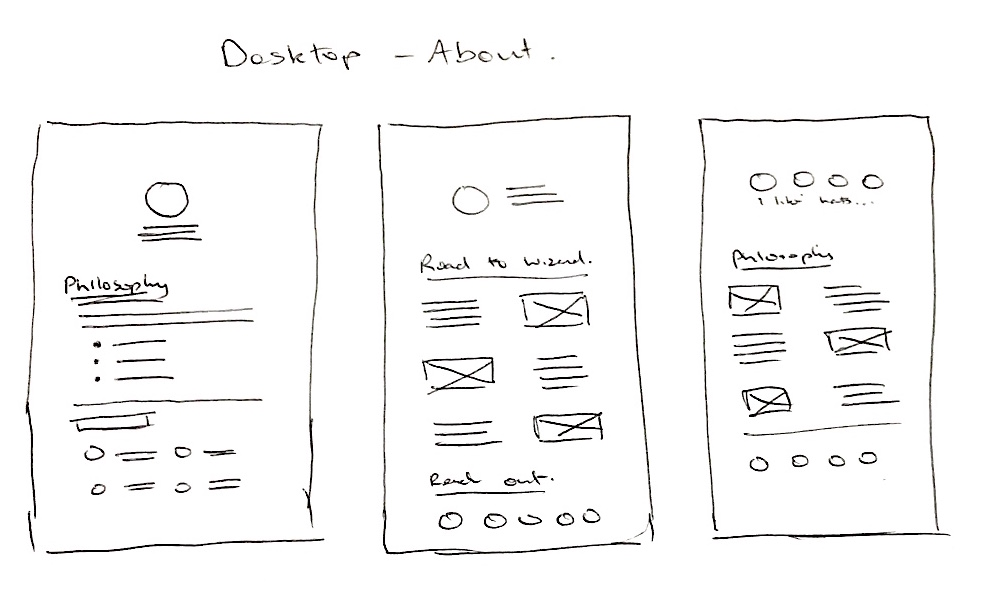 Desktop - About.
Philosophy
Road to wizard.
Reach out.
I like hats...
Philosophy